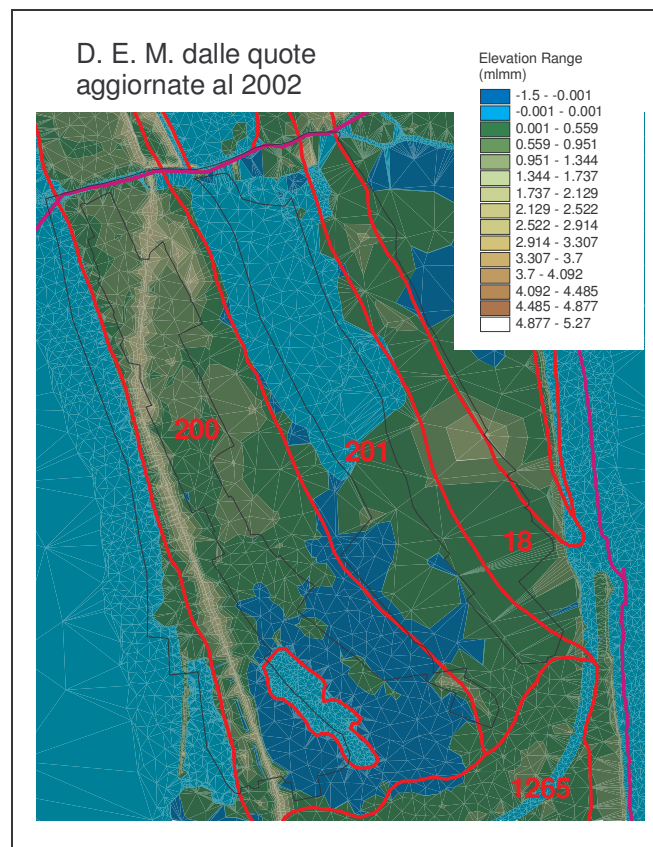 D. E. M. dalle quote
aggiornate al 2002
Elevation Range
(mlmm)
-1.5 - -0.001
-0.001 - 0.001
0.001 - 0.559
0.559 - 0.951
0.951 - 1.344
1.344 - 1.737
1.737 - 2.129
2.129 - 2.522
2.522 - 2.914
2.914 - 3.307
3.307 - 3.7
3.7 - 4.092
4.092 - 4.485
4.485 - 4.877
4.877 - 5.27
200
201
18
1265